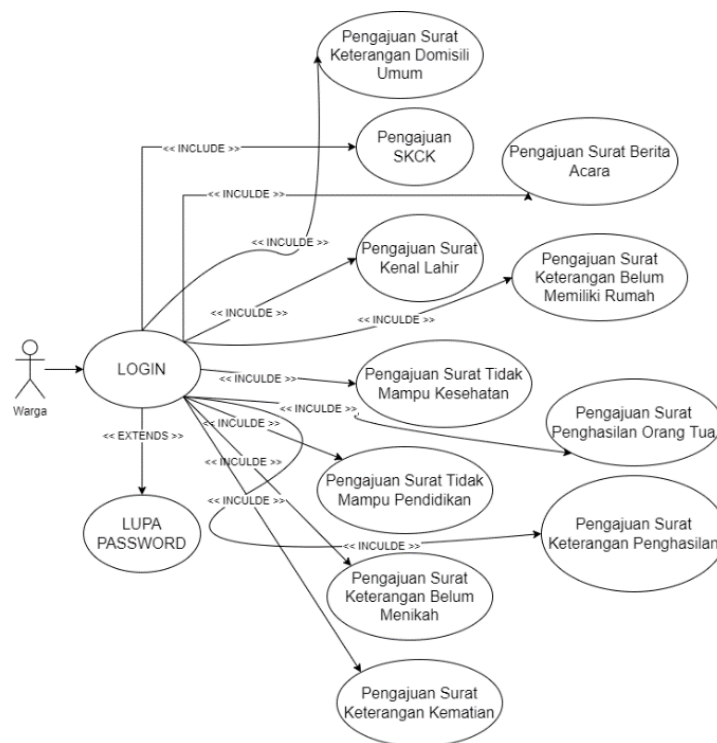 Pengajuan Surat
Keterangan Domisili
Umum
<< INCLUDE >>
Pengajuan
SKCK
Pengajuan Surat Berita
Acara
<< INCULDE >>
<< INCULDE >>
Pengajuan Surat
Kenal Lahir
Pengajuan Surat
Keterangan Belum
Memiliki Rumah
<< INCULDE >>
<< INCULDE >>
Warga
LOGIN
<< INCULDE >>
Pengajuan Surat Tidak
Mampu Kesehatan
<< INCULDE >>
Pengajuan Surat
Penghasilan Orang Tua
<< EXTENDS >>
<< INCULDE >>
<< INCULDE >>
Pengajuan Surat Tidak
Mampu Pendidikan
<< INCULDE >>
LUPA
PASSWORD
<< INCULDE >>
Pengajuan Surat
Keterangan Penghasilan
Pengajuan Surat
Keterangan Belum
Menikah
Pengajuan Surat
Keterangan Kematian